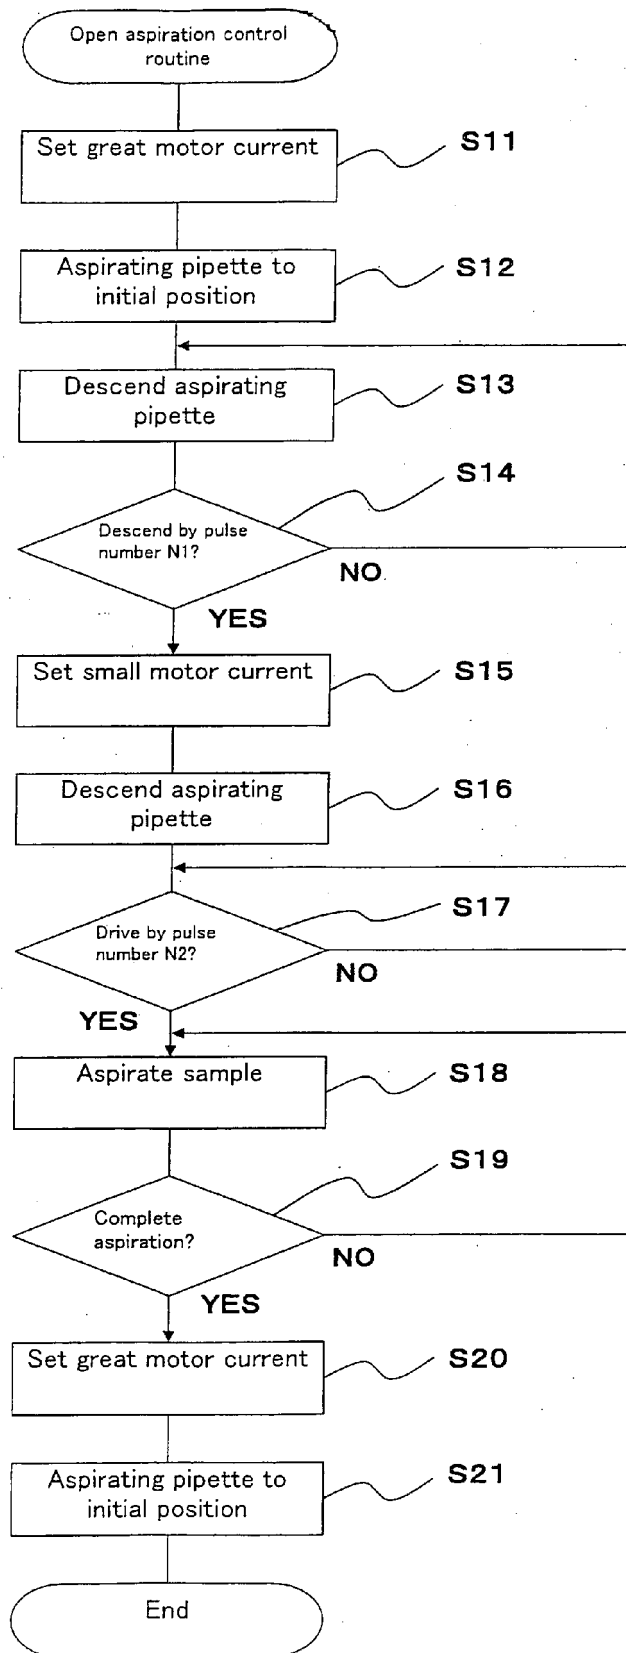 Open aspiration control
routine
Set great motor current
S11
Aspirating pipette to
initial position
S12
Descend aspirating
pipette
S13
S14
Descend by pulse
number N1?
NO
YES
Set small motor current
S15
Descend aspirating
pipette
S16
S17
Drive by pulse
number N2?
NO
YES
Aspirate sample
S18
S19
Complete
aspiration?
NO
YES
Set great motor current
S20
Aspirating pipette to
initial position
S21
End